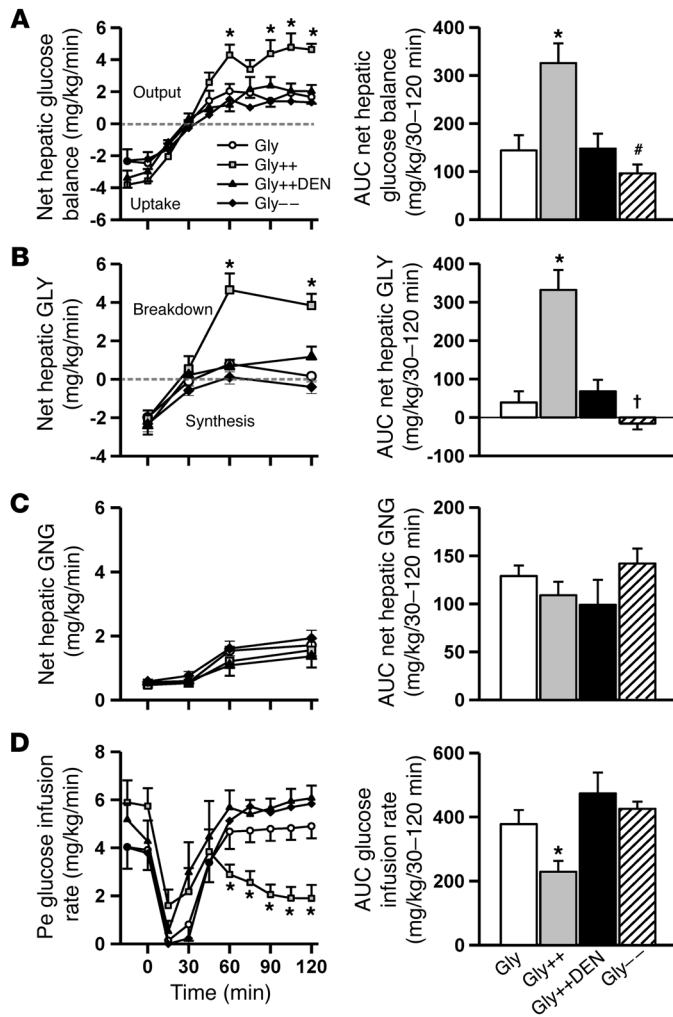 A
Net hepatic glucose
balance (mg/kg/min)
6
4
2
0
-2
-4
-6
Output
Uptake
* * * *
Gly
Gly++
Gly++DEN
Gly−−
AUC net hepatic
glucose balance
(mg/kg/30–120 min)
400
300
200
100
0
*
#
B
Net hepatic GLY
(mg/kg/min)
6
4
2
0
-2
-4
Breakdown
Synthesis
* *
AUC net hepatic GLY
(mg/kg/30–120 min)
400
300
200
100
0
-100
*
†
C
Net hepatic GNG
(mg/kg/min)
6
4
2
0
AUC net hepatic GNG
(mg/kg/30–120 min)
200
150
100
50
0
D
Pe glucose infusion
rate (mg/kg/min)
8
6
4
2
0
* * * * *
0 30 60 90 120
Time (min)
AUC glucose
infusion rate
(mg/kg/30–120 min)
600
400
200
0
*
Gly
Gly++
Gly++DEN
Gly−−